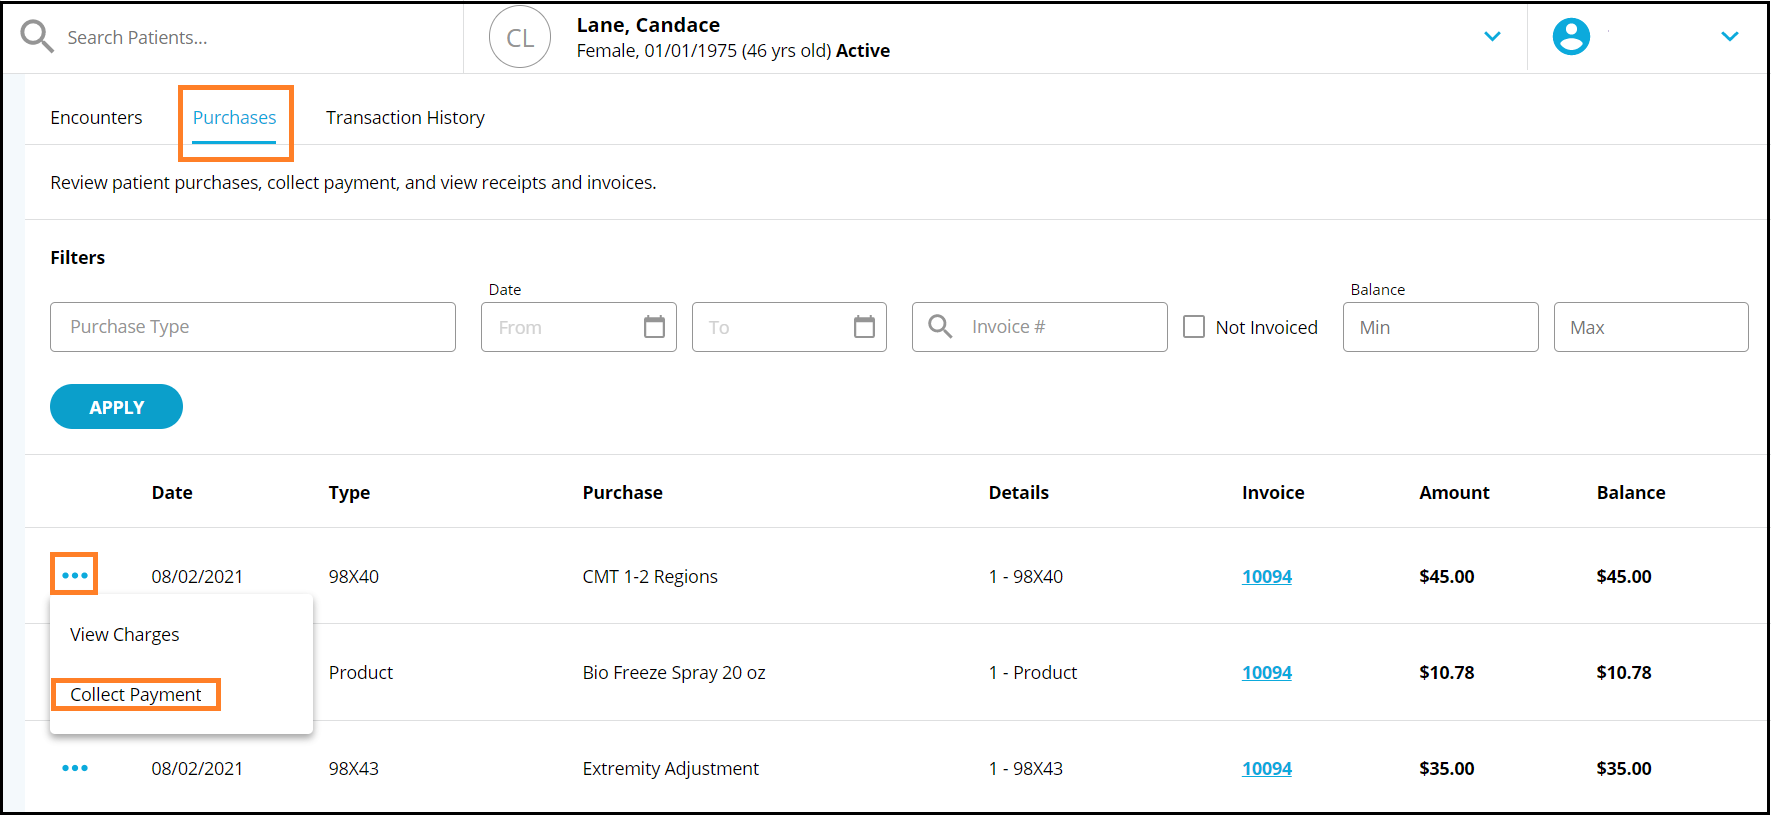 Search Patients...
CL
Lane, Candace
Female, 01/01/1975 (46 yrs old) Active
Encounters
Purchases
Transaction History
Review patient purchases, collect payment, and view receipts and invoices.
Filters
Date
Balance
Purchase Type
From
To
Invoice #
Not Invoiced
Min
Max
APPLY
Date Type Purchase Details Invoice Amount Balance
08/02/2021 98X40 CMT 1-2 Regions 1 - 98X40 10094 $45.00 $45.00
View Charges
Product Bio Freeze Spray 20 oz 1 - Product 10094 $10.78 $10.78
Collect Payment
08/02/2021 98X43 Extremity Adjustment 1 - 98X43 10094 $35.00 $35.00